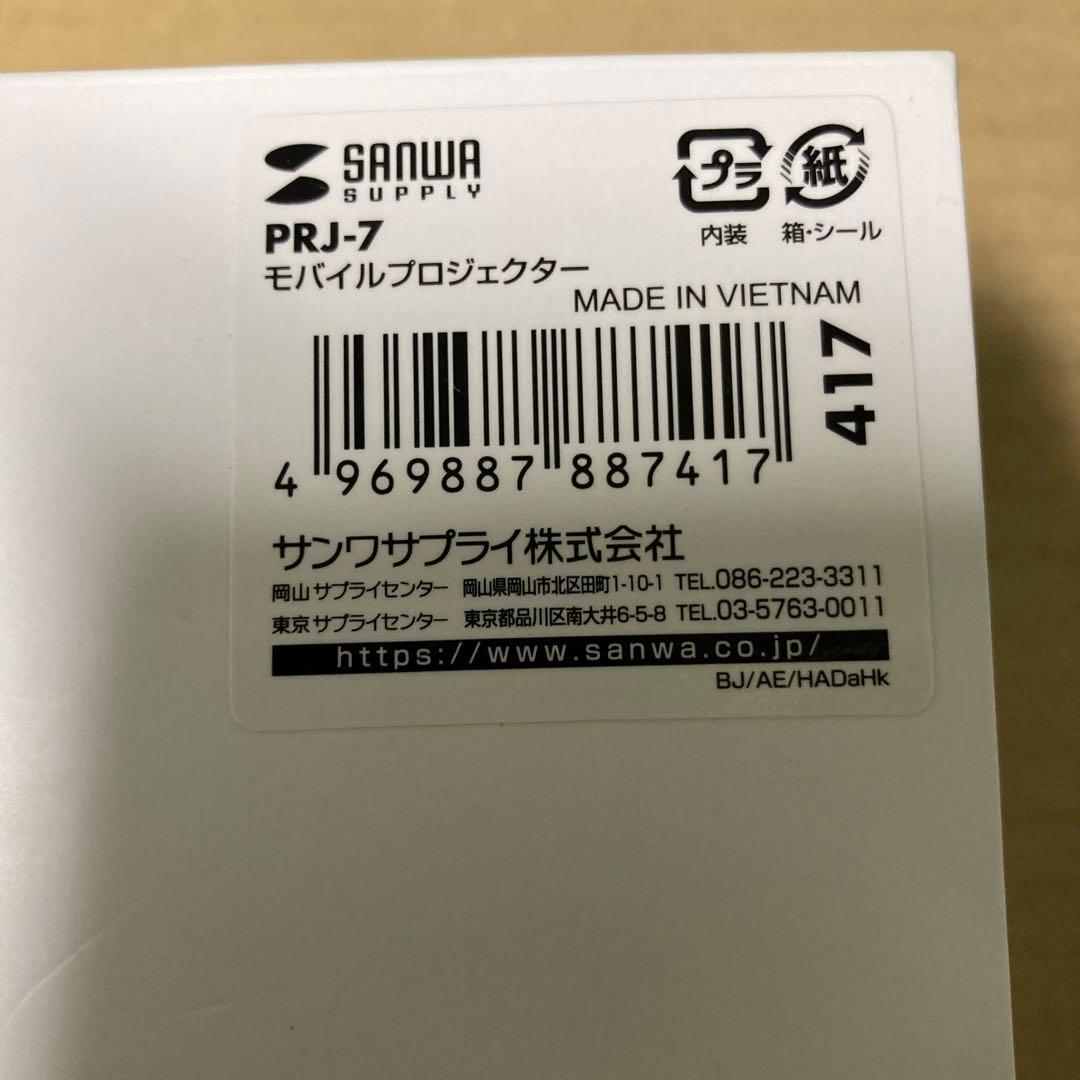 SANWA
SUPPLY
プラ 紙
内装 箱・シール
PRJ-7
モバイルプロジェクター
MADE IN VIETNAM
417
4 969887 887417
サンワサプライ株式会社
岡山サプライセンター 岡山県岡山市北区田町1-10-1 TEL.086-223-3311
東京サプライセンター 東京都品川区南大井6-5-8 TEL.03-5763-0011
https://www.sanwa.co.jp/
BJ/AE/HADaHk